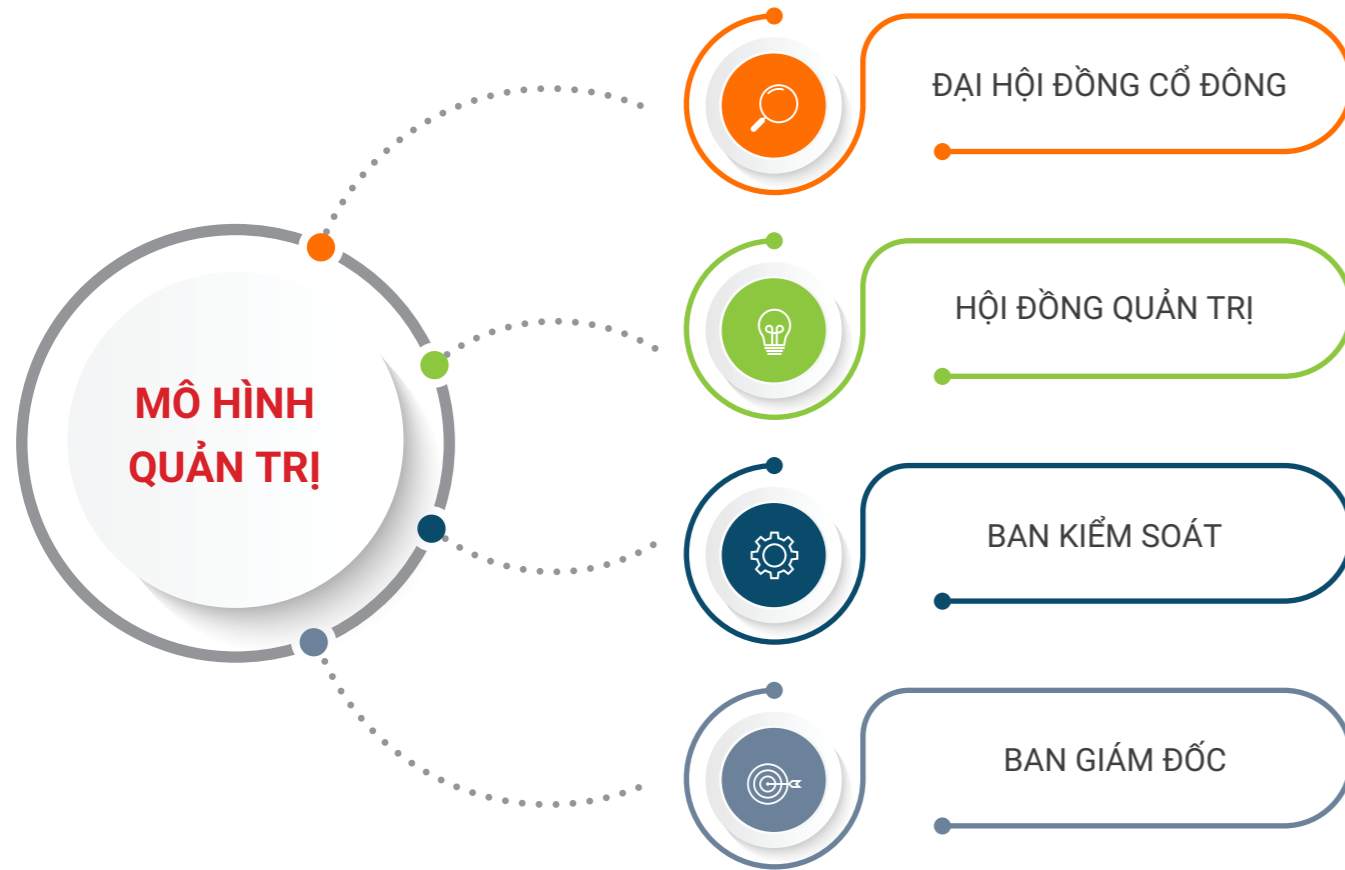 MÔ HÌNH
QUẢN TRỊ
ĐẠI HỘI ĐỒNG CỔ ĐÔNG
HỘI ĐỒNG QUẢN TRỊ
BAN KIỂM SOÁT
BAN GIÁM ĐỐC